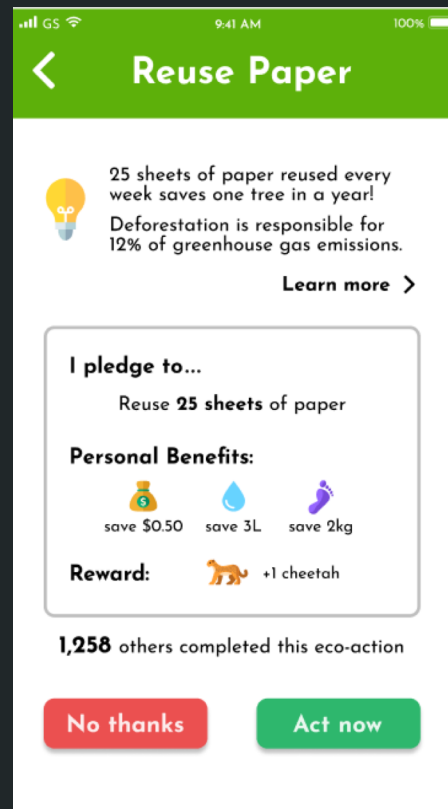 GS 9:41 AM 100%
Reuse Paper
25 sheets of paper reused every
week saves one tree in a year!
Deforestation is responsible for
12% of greenhouse gas emissions.
Learn more
I pledge to...
Reuse 25 sheets of paper
Personal Benefits:
$
save $0.50 save 3L save 2kg
Reward: +1 cheetah
1,258 others completed this eco-action
No thanks Act now